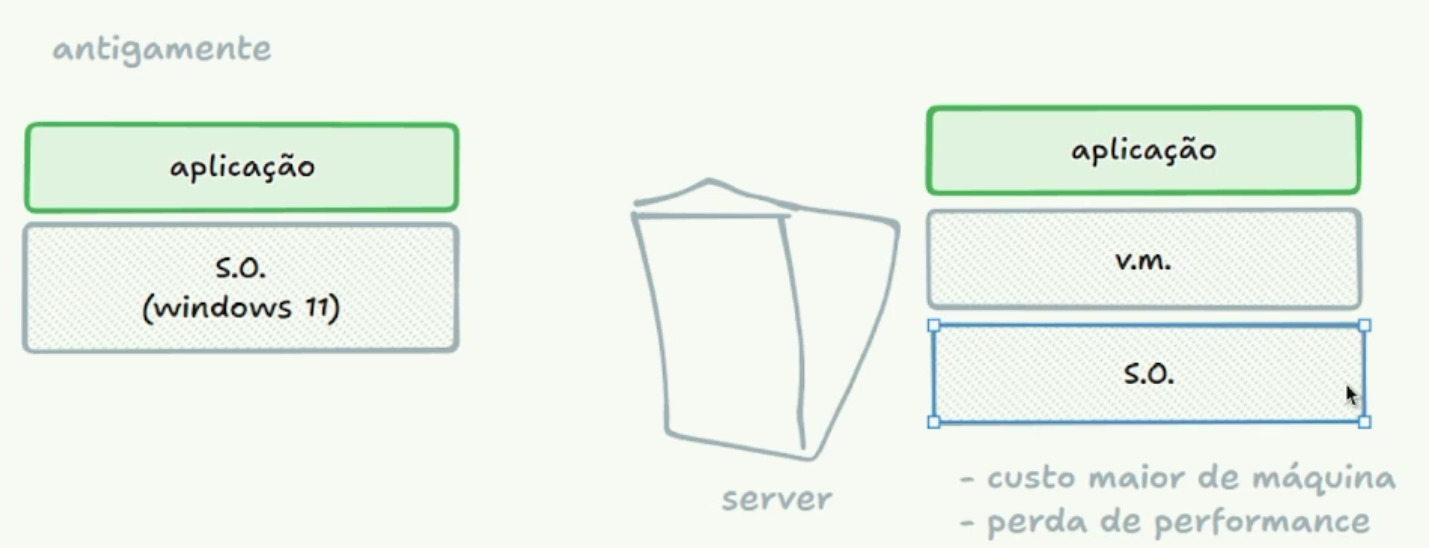 antigamente
aplicação
S.O.
(windows 11)
server
aplicação
v.m.
S.O.
- custo maior de máquina
- perda de performance